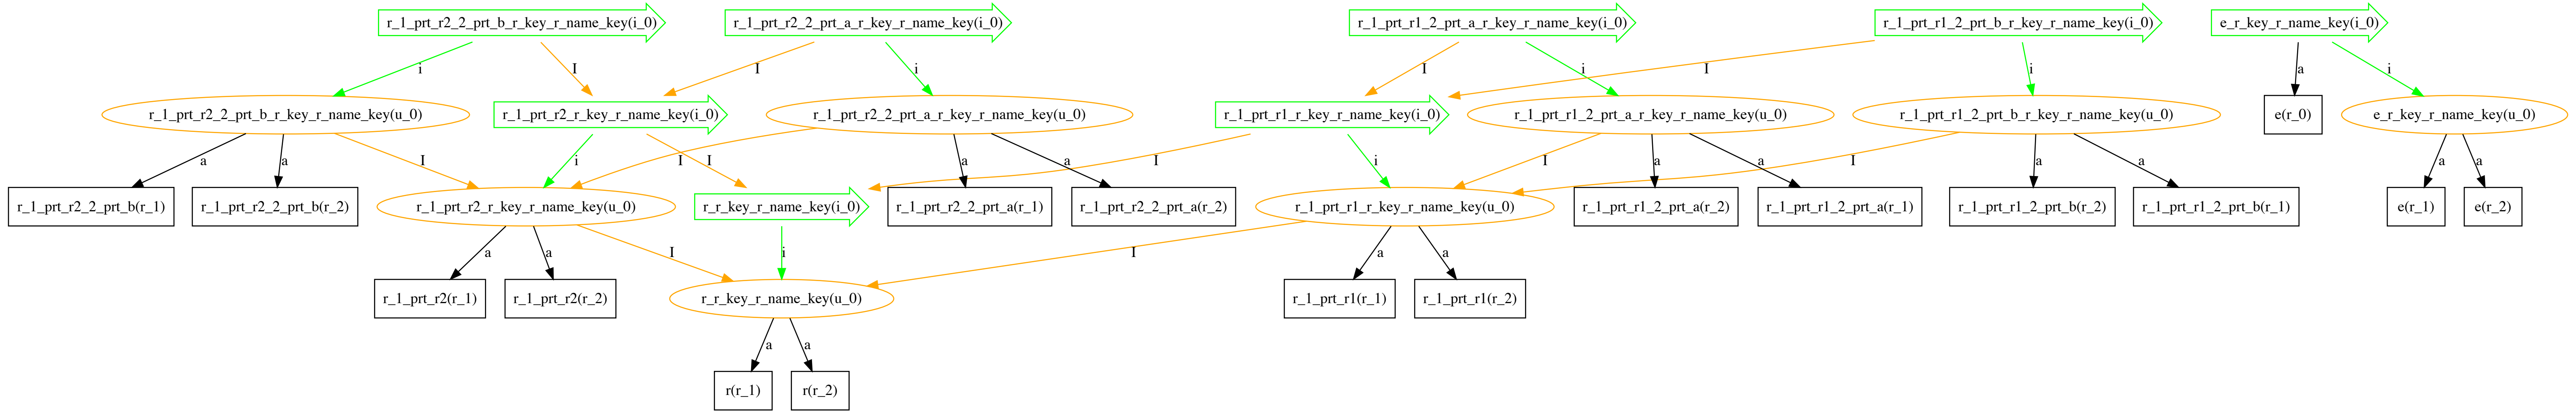 r_1_prt_r2_2_prt_b_r_key_r_name_key(i_0)
r_1_prt_r2_2_prt_a_r_key_r_name_key(i_0)
r_1_prt_r1_2_prt_a_r_key_r_name_key(i_0)
r_1_prt_r1_2_prt_b_r_key_r_name_key(i_0)
e_r_key_r_name_key(i_0)
i
I
I
i
I
i
I
i
a
i
r_1_prt_r2_2_prt_b_r_key_r_name_key(u_0)
r_1_prt_r2_r_key_r_name_key(i_0)
r_1_prt_r2_2_prt_a_r_key_r_name_key(u_0)
r_1_prt_r1_r_key_r_name_key(i_0)
r_1_prt_r1_2_prt_a_r_key_r_name_key(u_0)
r_1_prt_r1_2_prt_b_r_key_r_name_key(u_0)
e(r_0)
e_r_key_r_name_key(u_0)
a
a
I
i
I
I
a
a
I
i
I
a
a
I
a
a
a
a
r_1_prt_r2_2_prt_b(r_1)
r_1_prt_r2_2_prt_b(r_2)
r_1_prt_r2_r_key_r_name_key(u_0)
r_r_key_r_name_key(i_0)
r_1_prt_r2_2_prt_a(r_1)
r_1_prt_r2_2_prt_a(r_2)
r_1_prt_r1_r_key_r_name_key(u_0)
r_1_prt_r1_2_prt_a(r_2)
r_1_prt_r1_2_prt_a(r_1)
r_1_prt_r1_2_prt_b(r_2)
r_1_prt_r1_2_prt_b(r_1)
e(r_1)
e(r_2)
a
a
I
i
I
a
a
r_1_prt_r2(r_1)
r_1_prt_r2(r_2)
r_r_key_r_name_key(u_0)
r_1_prt_r1(r_1)
r_1_prt_r1(r_2)
a
a
r(r_1)
r(r_2)